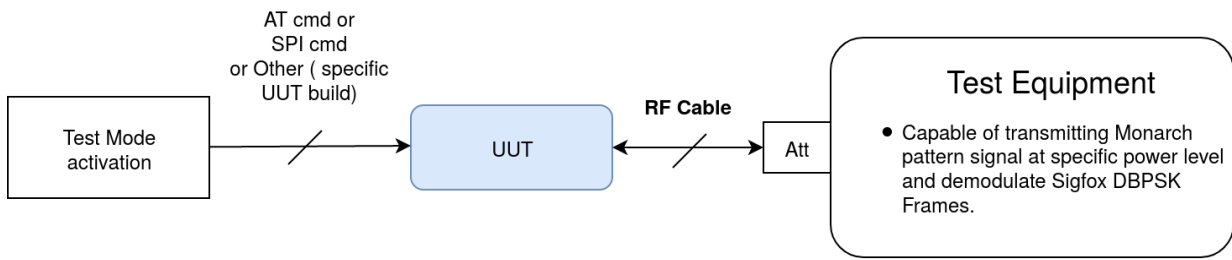 AT cmd or
SPI cmd
or Other ( specific
UUT build)
Test Mode
activation
UUT
RF Cable
Att
Test Equipment
● Capable of transmitting Monarch
pattern signal at specific power level
and demodulate Sigfox DBPSK
Frames.